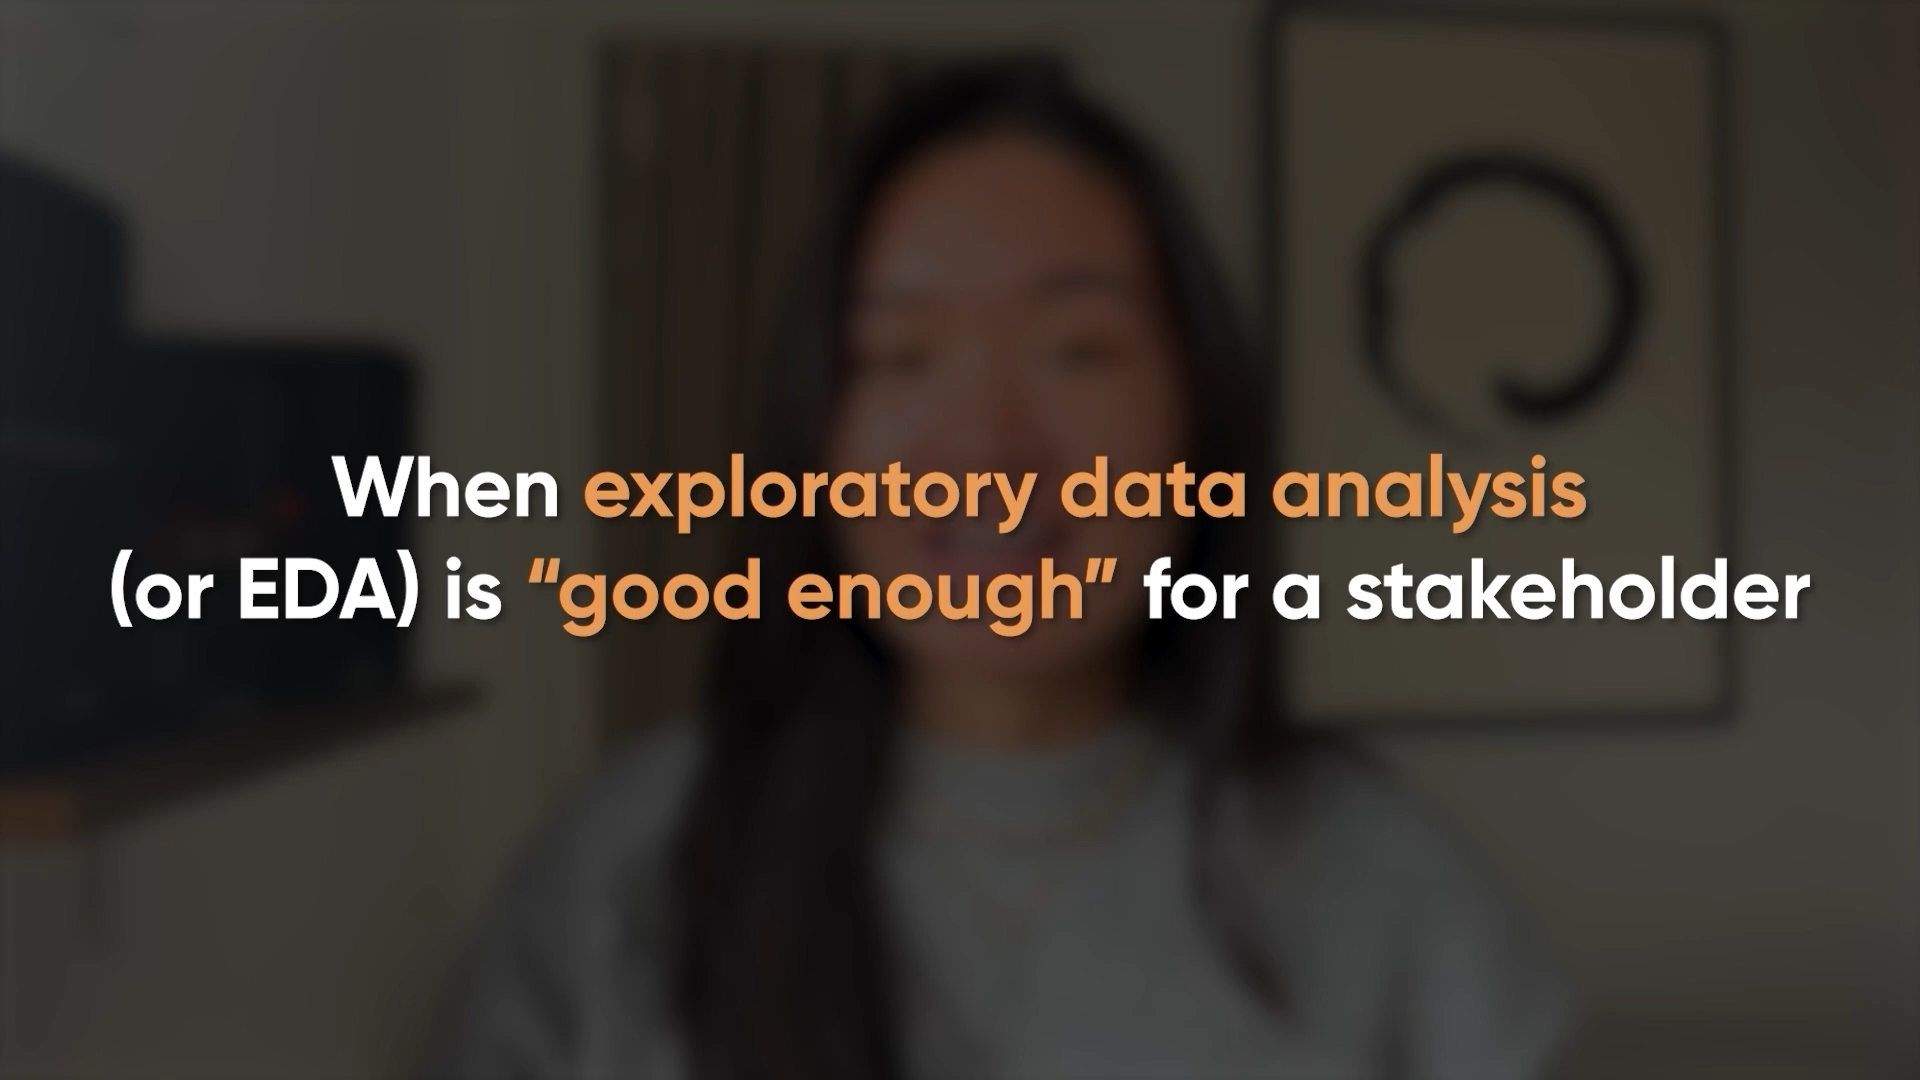 When exploratory data analysis
(or EDA) is “good enough” for a stakeholder